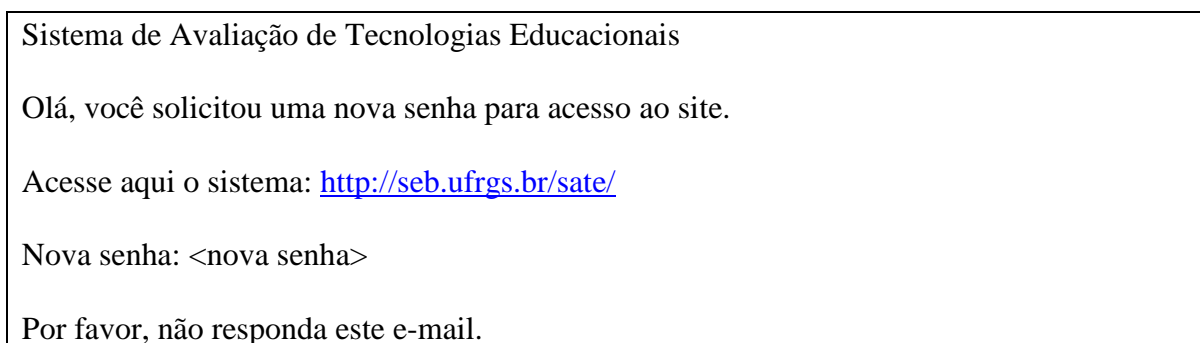 Sistema de Avaliação de Tecnologias Educacionais
Olá, você solicitou uma nova senha para acesso ao site.
Acesse aqui o sistema: http://seb.ufrgs.br/sate/
Nova senha: <nova senha>
Por favor, não responda este e-mail.